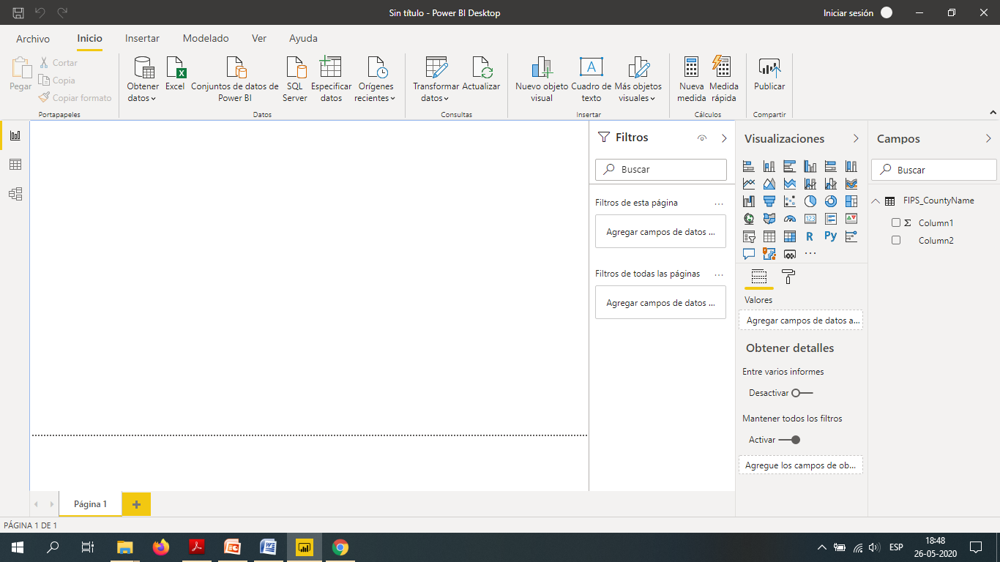 Sin título - Power BI Desktop
Iniciar sesión
Archivo
Inicio
Insertar
Modelado
Ver
Ayuda
Pegar
Cortar
Copia
Copiar formato
Portapapeles
Obtener
datos
Excel
Conjuntos de datos de
Power BI
SQL
Server
Especificar
datos
Orígenes
recientes
Datos
Transformar
datos
Actualizar
Consultas
Nuevo objeto
visual
A
Cuadro de
texto
Más objetos
visuales
Insertar
Nueva
medida
Medida
rápida
Cálculos
Publicar
Compartir
Filtros
Buscar
Filtros de esta página
...
Agregar campos de datos ...
Filtros de todas las páginas
...
Agregar campos de datos ...
Visualizaciones
123
R
Py
...
Valores
Agregar campos de datos a...
Obtener detalles
Entre varios informes
Desactivar
Mantener todos los filtros
Activar
Agregue los campos de ob...
Campos
Buscar
FIPS_CountyName
Σ Column1
Column2
Página 1
+
PÁGINA 1 DE 1
ESP
18:48
26-05-2020